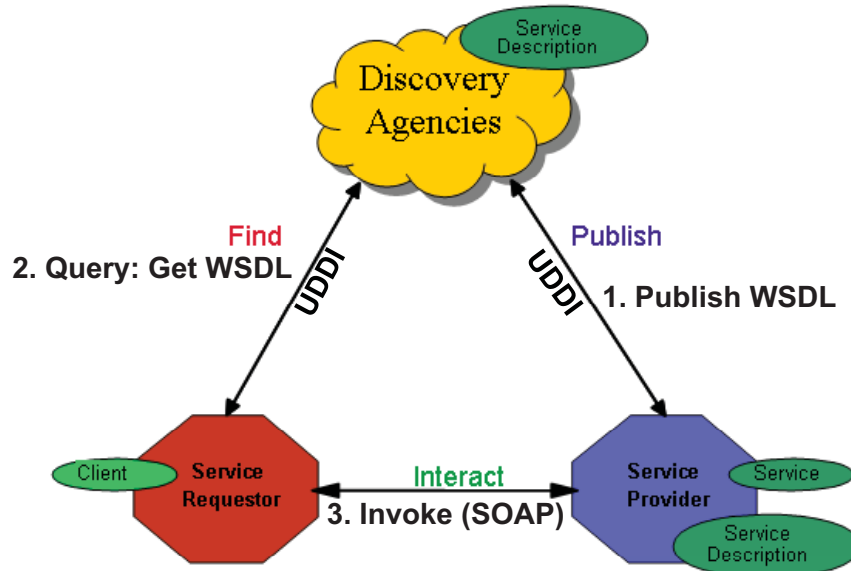 Service
Description
Discovery
Agencies
Find
Publish
2. Query: Get WSDL
UDDI
UDDI
1. Publish WSDL
Client
Service
Requestor
Interact
3. Invoke (SOAP)
Service
Provider
Service
Service
Description